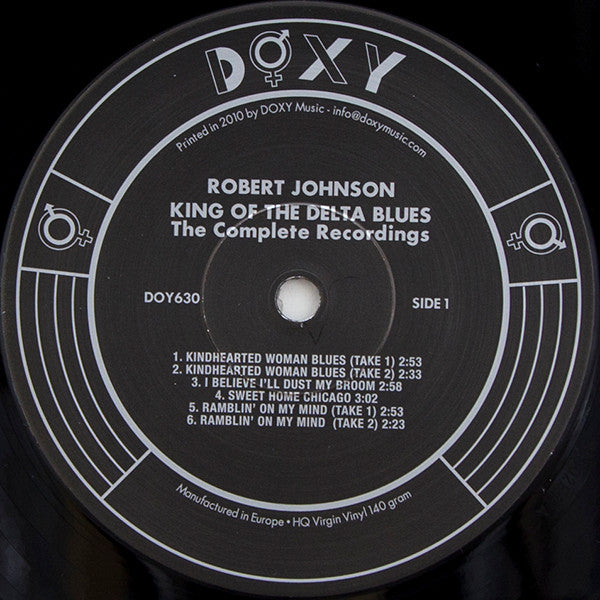 DOXY
Printed in 2010 by DOXY Music - info@doxymusic.com
ROBERT JOHNSON
KING OF THE DELTA BLUES
The Complete Recordings
DOY630
SIDE 1
1. KINDHEARTED WOMAN BLUES (TAKE 1) 2:53
2. KINDHEARTED WOMAN BLUES (TAKE 2) 2:33
3. I BELIEVE I'LL DUST MY BROOM 2:58
4. SWEET HOME CHICAGO 3:02
5. RAMBLIN' ON MY MIND (TAKE 1) 2:53
6. RAMBLIN' ON MY MIND (TAKE 2) 2:23
Manufactured in Europe • HQ Virgin Vinyl 140 gram